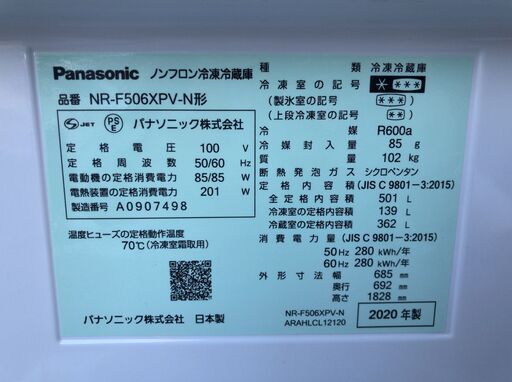 Panasonic ノンフロン冷凍冷蔵庫
品番 NR-F506XPV-N形
S JET PS E パナソニック株式会社
定格電圧 100 V
定格周波数 50/60 Hz
電動機の定格消費電力 85/85 W
電熱装置の定格消費電力 201 W
製造番号 A0907498
温度ヒューズの定格動作温度
70℃(冷凍室霜取用)
パナソニック株式会社 日本製
種類 冷凍冷蔵庫
冷凍室の記号 * ***
(製氷室の記号 *** )
(上段冷凍室の記号 ** )
冷媒 R600a
冷媒封入量 85 g
質量 102 kg
断熱発泡ガス シクロペンタン
定格内容積 (JIS C 9801-3:2015)
全定格内容積 501 L
冷凍室の定格内容積 139 L
冷蔵室の定格内容積 362 L
消費電力量 (JIS C 9801-3:2015)
50 Hz 280 kWh/年
60 Hz 280 kWh/年
外形寸法 幅 685 mm
奥行 692 mm
高さ 1828 mm
NR-F506XPV-N
ARAHLCL12120
2020 年製